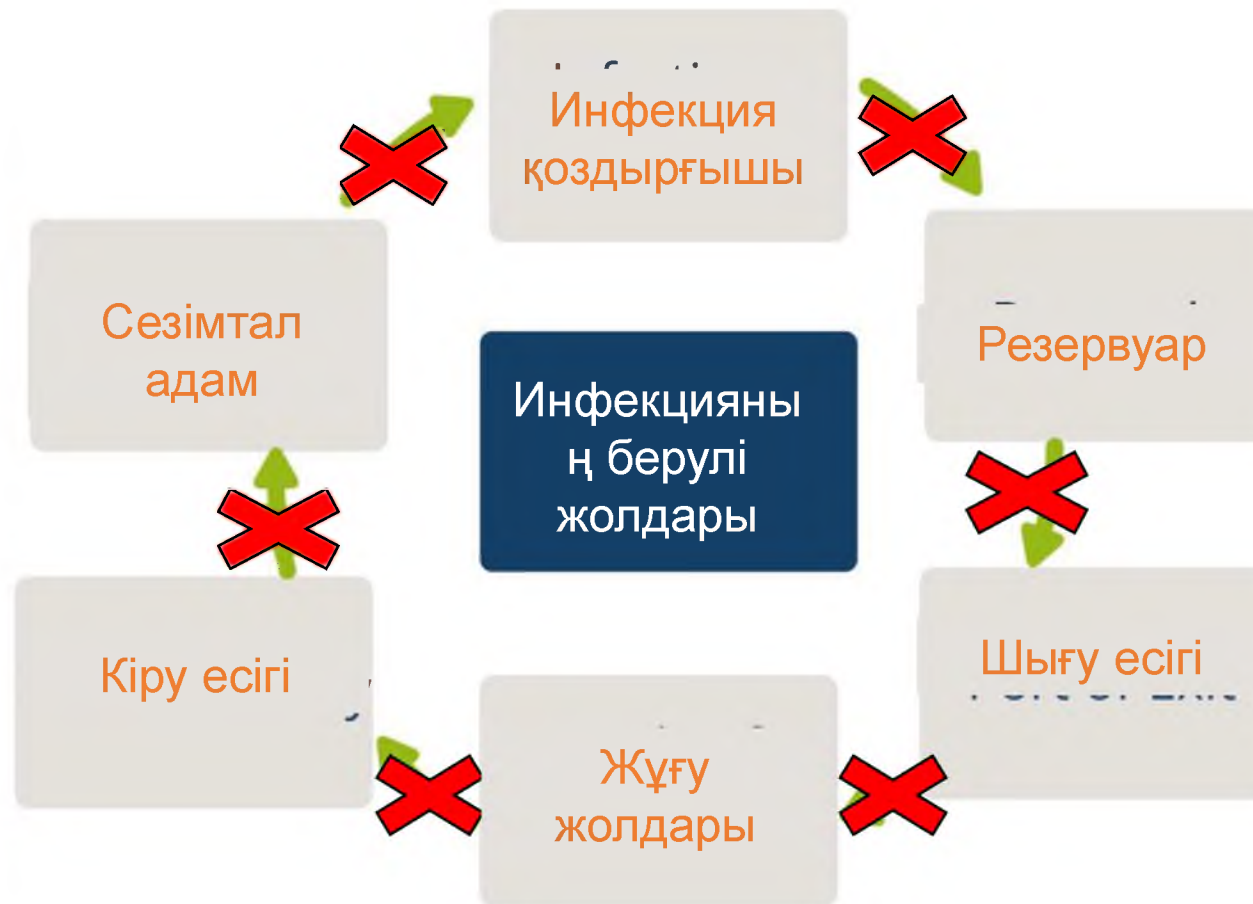 Инфекция
қоздырғышы
Резервуар
Шығу есігі
Жұғу
жолдары
Кіру есігі
Сезімтал
адам
Инфекцияны
ң берулі
жолдары